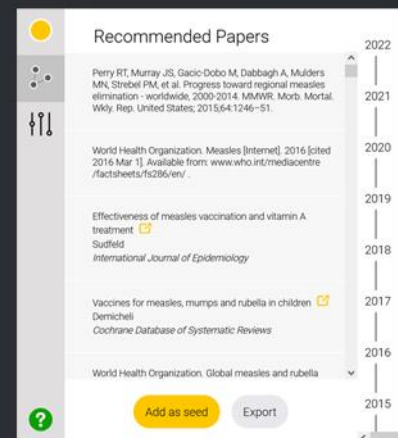 Recommended Papers
Perry RT, Murray JS, Gacic-Dobo M, Dabbagh A, Mulders
MN, Strebel PM, et al. Progress toward regional measles
elimination - worldwide, 2000-2014. MMWR. Morb. Mortal.
Wkly. Rep. United States; 2015;64:1246–51.
World Health Organization. Measles [Internet]. 2016 [cited
2016 Mar 1]. Available from: www.who.int/mediacentre
/factsheets/fs286/en/ .
Effectiveness of measles vaccination and vitamin A
treatment
Sudfeld
International Journal of Epidemiology
Vaccines for measles, mumps and rubella in children
Demicheli
Cochrane Database of Systematic Reviews
World Health Organization. Global measles and rubella
Add as seed
Export
?
2022
2021
2020
2019
2018
2017
2016
2015